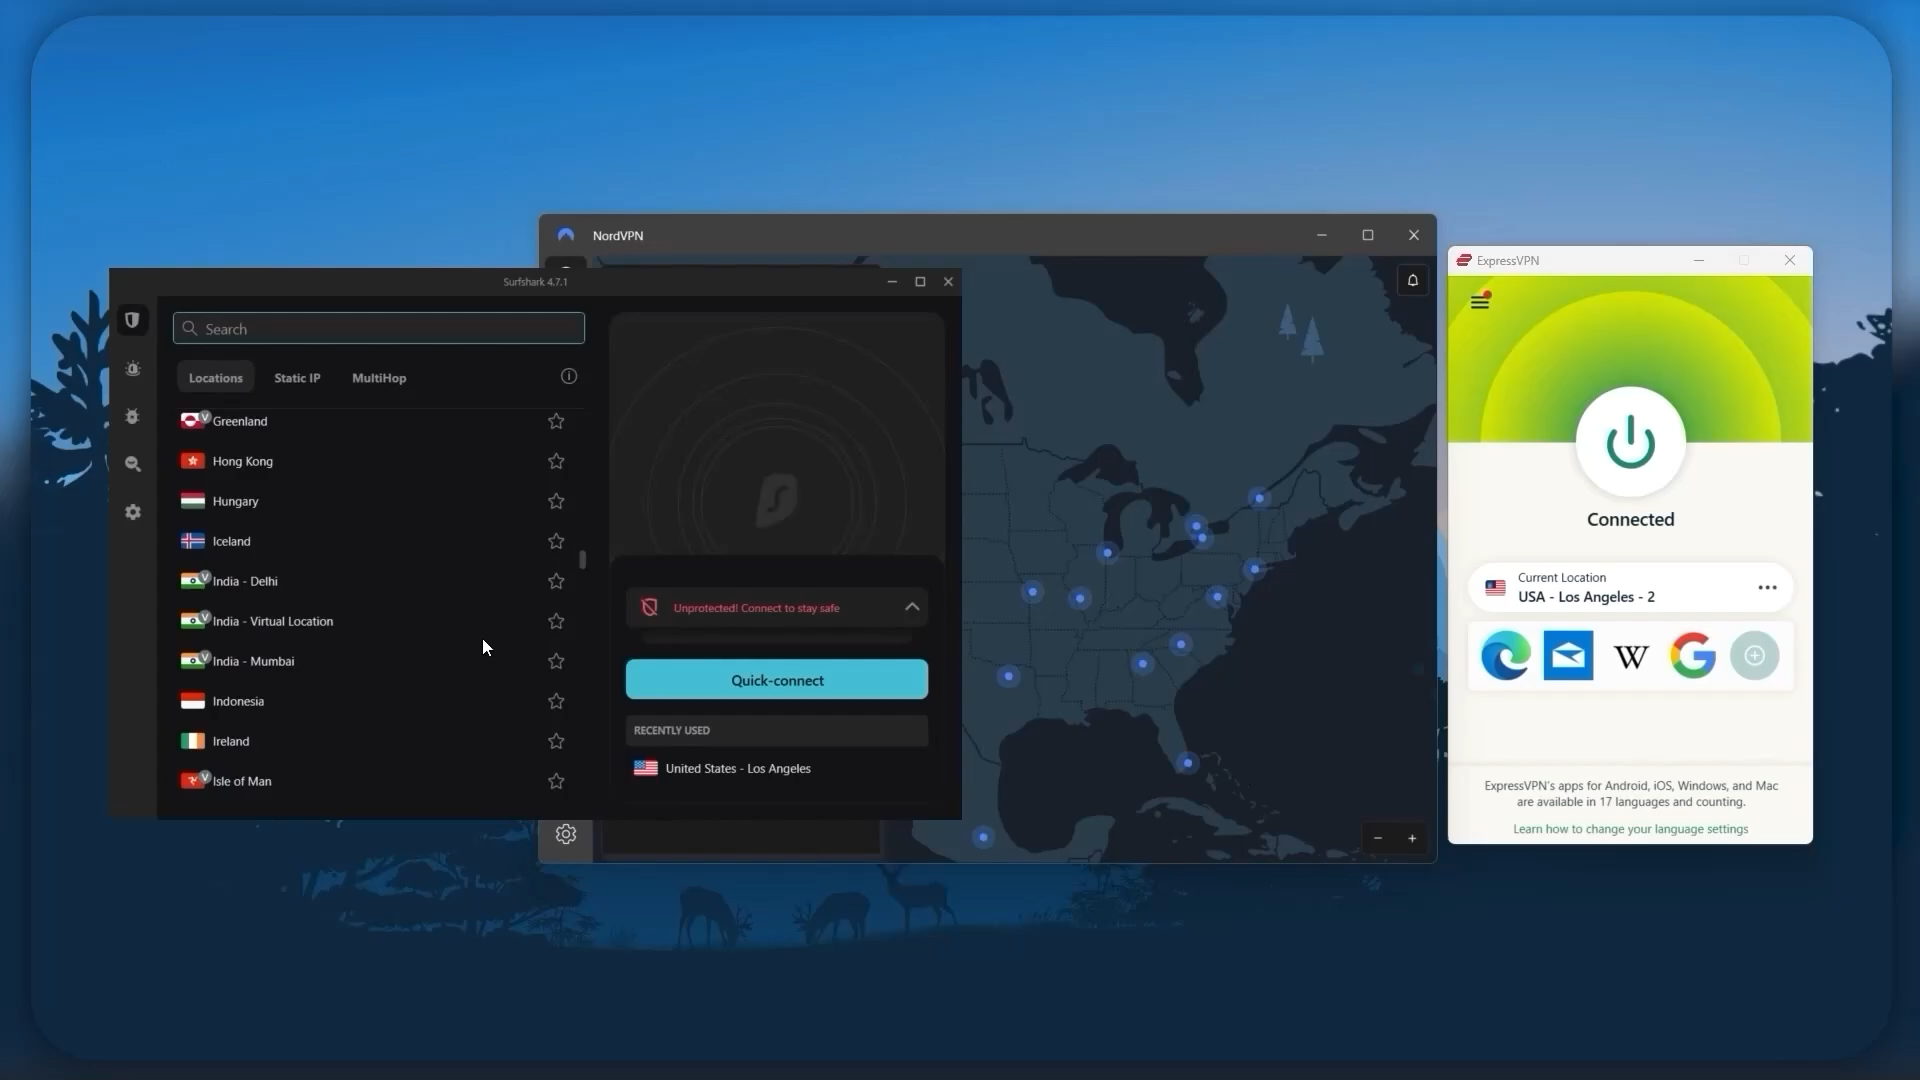 NordVPN
ExpressVPN
Surfshark 4.7.1
Search
Locations
Static IP
MultiHop
V Greenland
Hong Kong
Hungary
Iceland
V India - Delhi
V India - Virtual Location
V India - Mumbai
Indonesia
Ireland
V Isle of Man
Unprotected! Connect to stay safe
Quick-connect
RECENTLY USED
United States - Los Angeles
Connected
Current Location
USA - Los Angeles - 2
W
ExpressVPN's apps for Android, iOS, Windows, and Mac
are available in 17 languages and counting.
Learn how to change your language settings